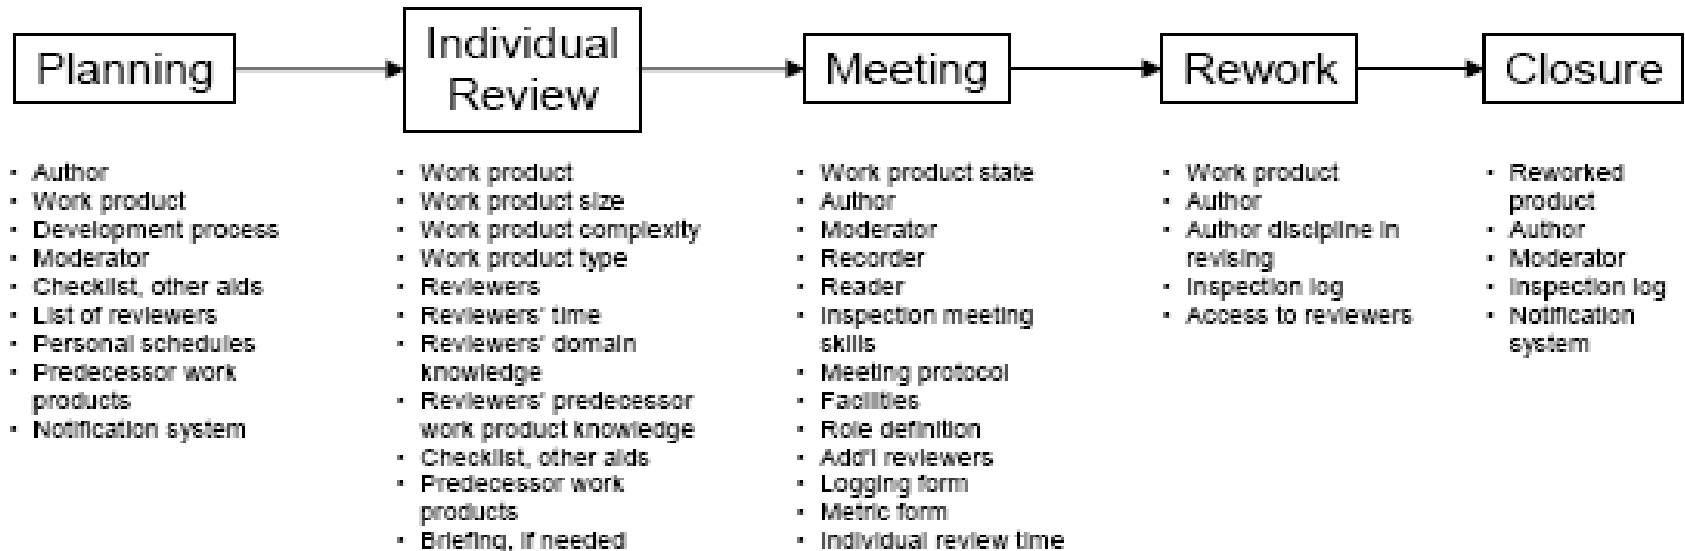 Planning
Individual
Review
Meeting
Rework
Closure
• Author
• Work product
• Development process
• Moderator
• Checklist, other aids
• List of reviewers
• Personal schedules
• Predecessor work
products
• Notification system
• Work product
• Work product size
• Work product complexity
• Work product type
• Reviewers
• Reviewers' time
• Reviewers' domain
knowledge
• Reviewers' predecessor
work product knowledge
• Checklist, other aids
• Predecessor work
products
• Briefing, if needed
• Work product state
• Author
• Moderator
• Recorder
• Reader
• Inspection meeting
skills
• Meeting protocol
• Facilities
• Role definition
• Add'l reviewers
• Logging form
• Metric form
• Individual review time
• Work product
• Author
• Author discipline in
revising
• Inspection log
• Access to reviewers
• Reworked
product
• Author
• Moderator
• Inspection log
• Notification
system